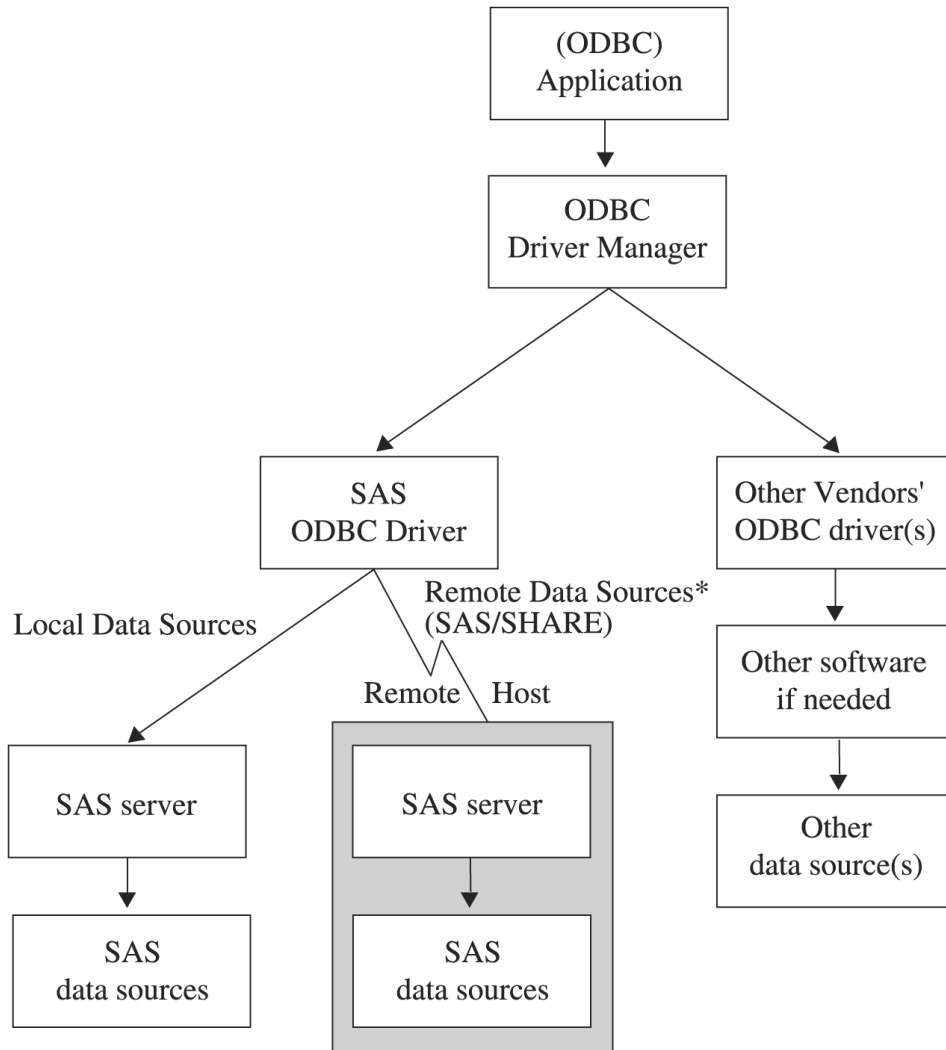 (ODBC)
Application
ODBC
Driver Manager
SAS
ODBC Driver
Other Vendors'
ODBC driver(s)
Local Data Sources
Remote Data Sources*
(SAS/SHARE)
Remote Host
Other software
if needed
SAS server
SAS server
Other
data source(s)
SAS
data sources
SAS
data sources